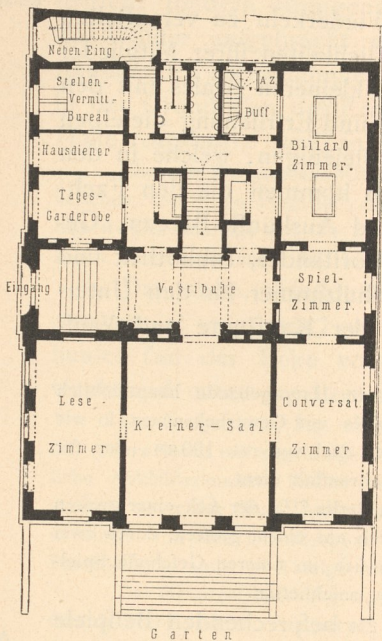 Neben-Eing.
Stellen-
Vermitt-
Bureau
A.Z.
Buff
Billard
Zimmer.
Hausdiener
Tages-
Garderobe
Eingang
Vestibule
Spiel-
Zimmer.
Lese-
Zimmer
Kleiner-Saal
Conversat.
Zimmer
Garten